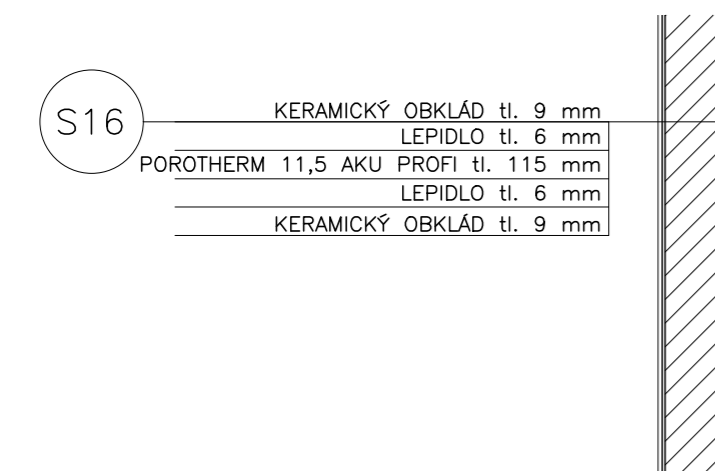 S16
KERAMICKÝ OBKLÁD tl. 9 mm
LEPIDLO tl. 6 mm
POROTHERM 11,5 AKU PROFI tl. 115 mm
LEPIDLO tl. 6 mm
KERAMICKÝ OBKLÁD tl. 9 mm